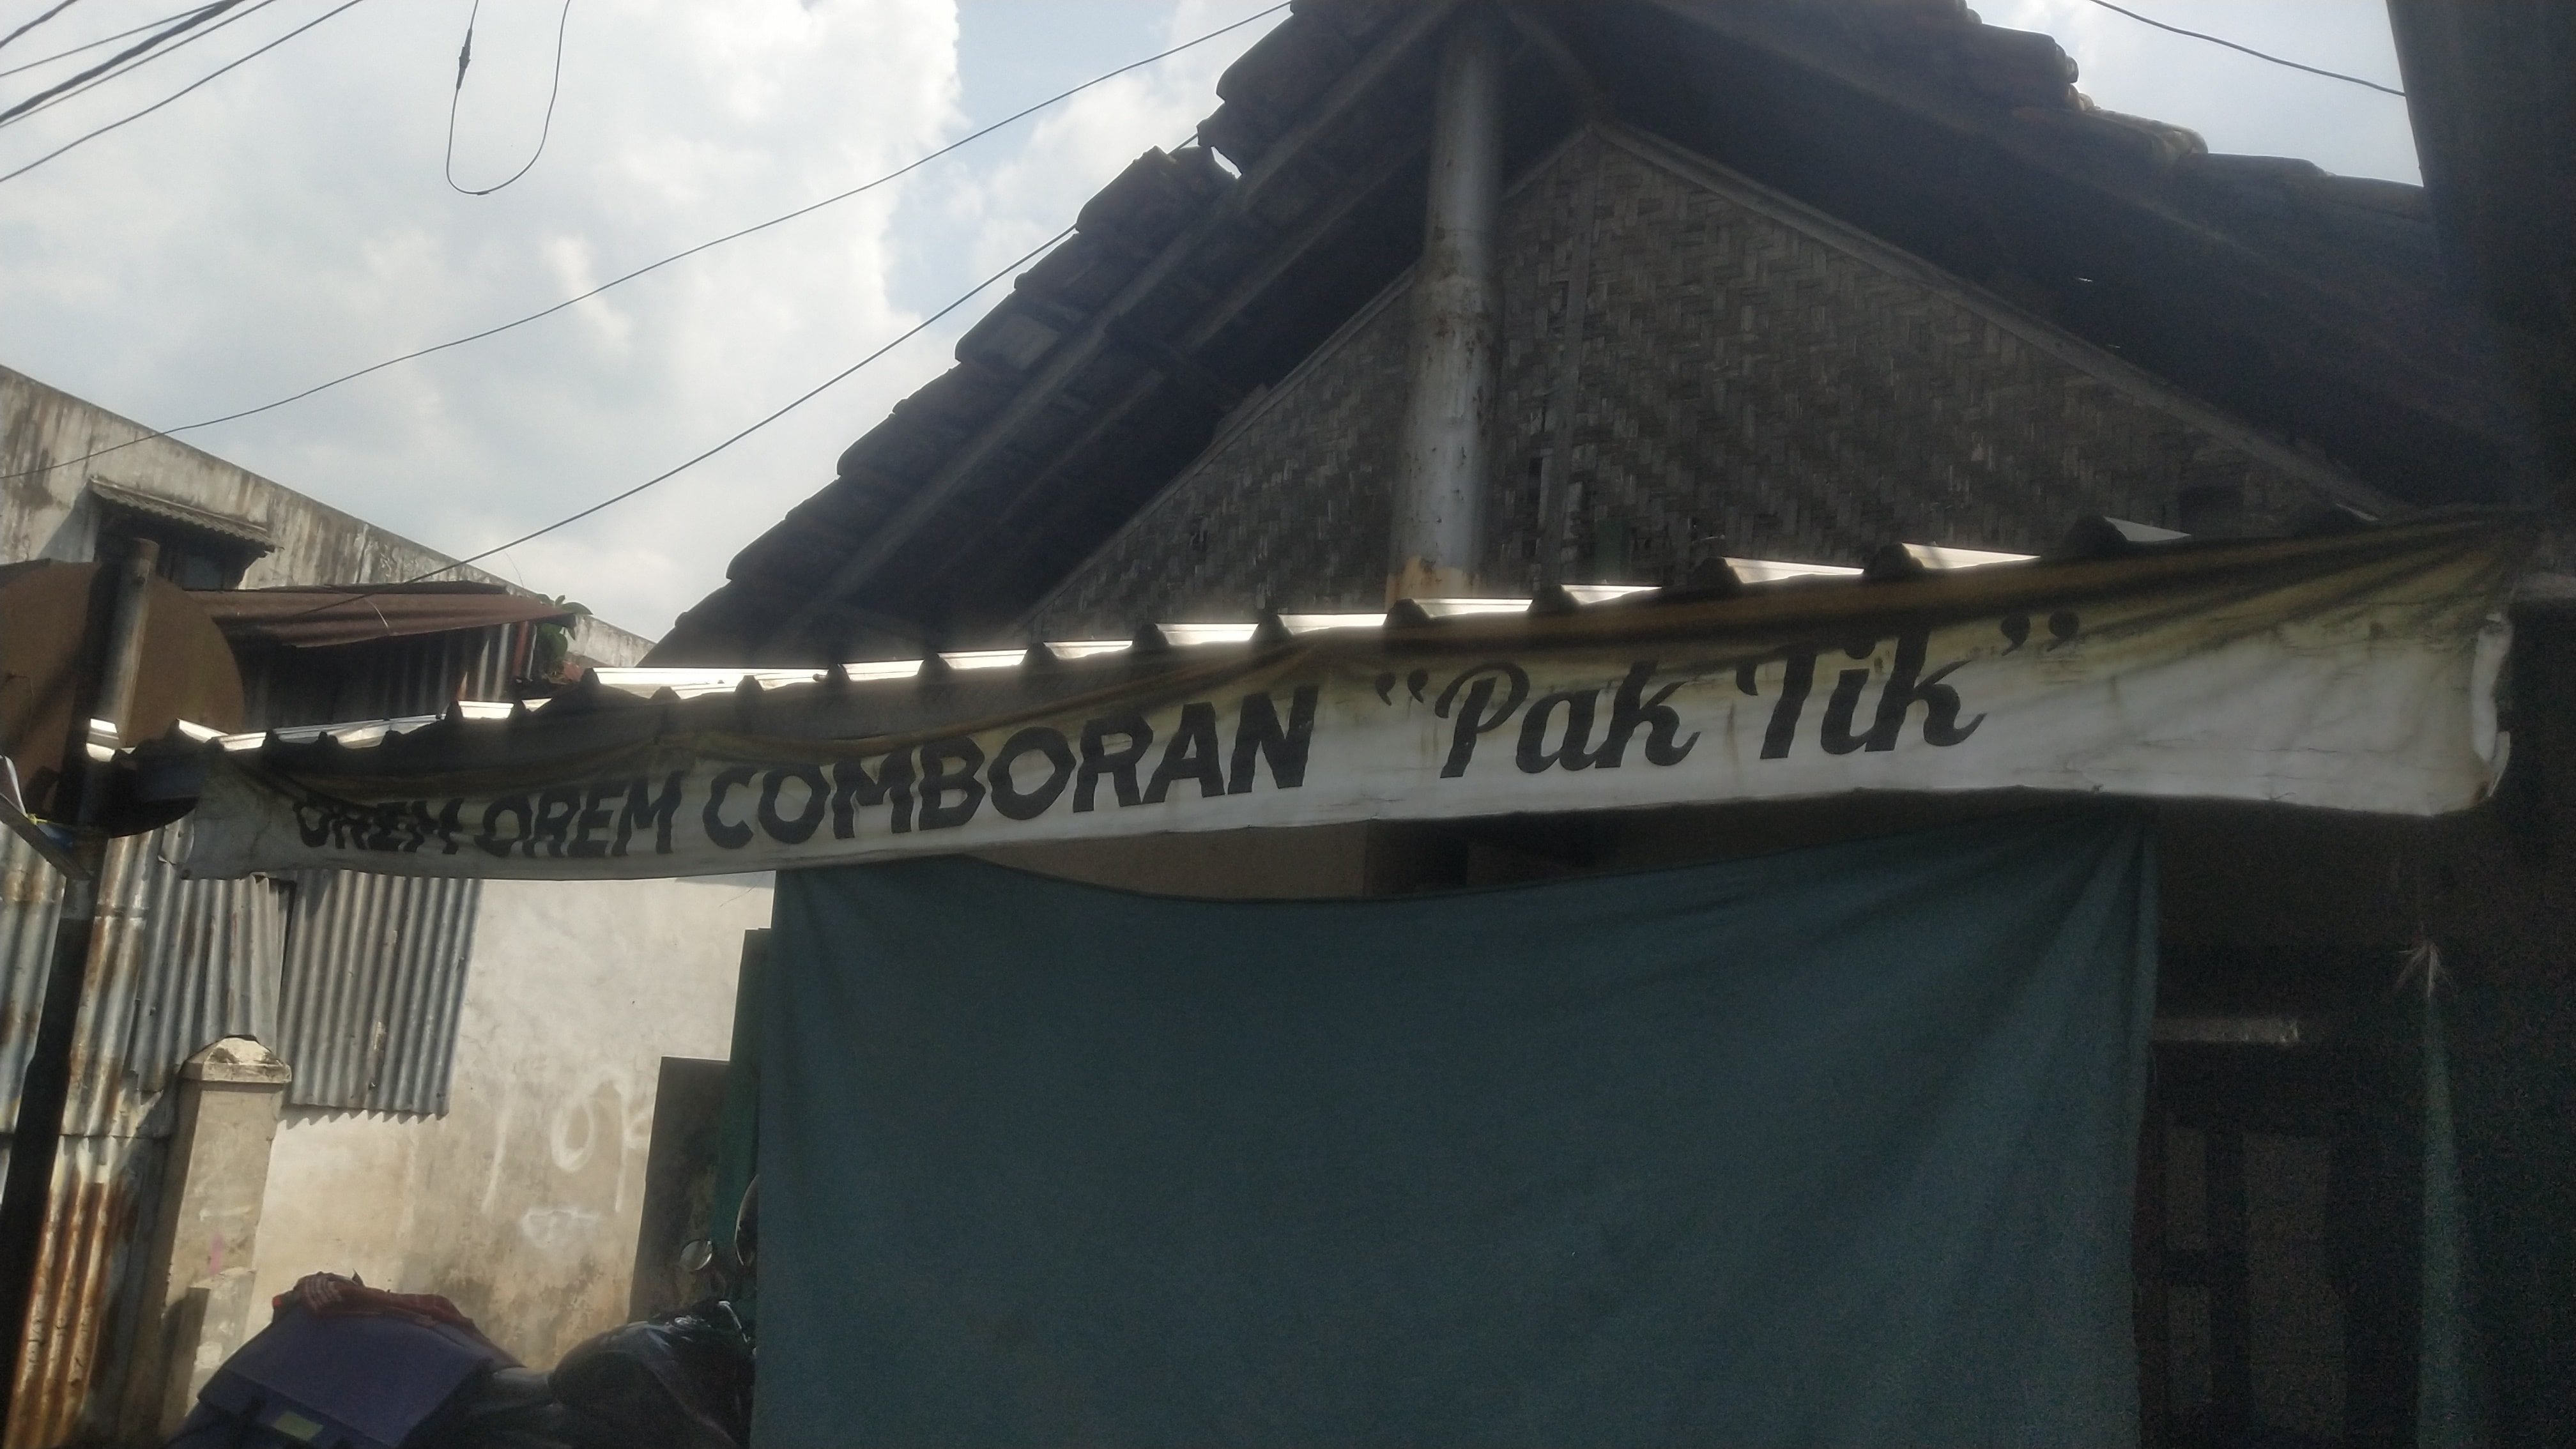 OREM OREM COMBORAN "Pak Tik"